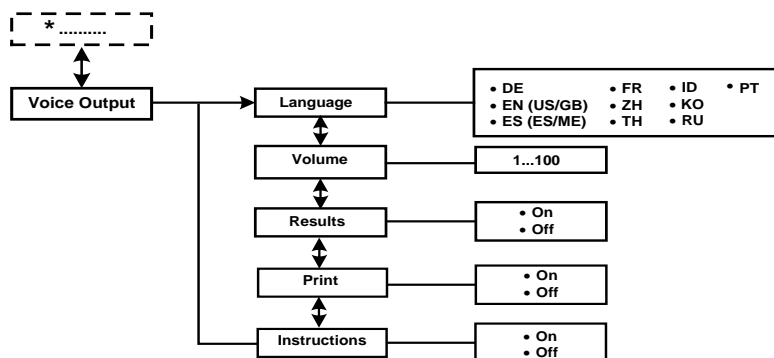 * ..........
Voice Output
Language
• DE • FR • ID • PT
• EN (US/GB) • ZH • KO
• ES (ES/ME) • TH • RU
Volume
1...100
Results
• On
• Off
Print
• On
• Off
Instructions
• On
• Off